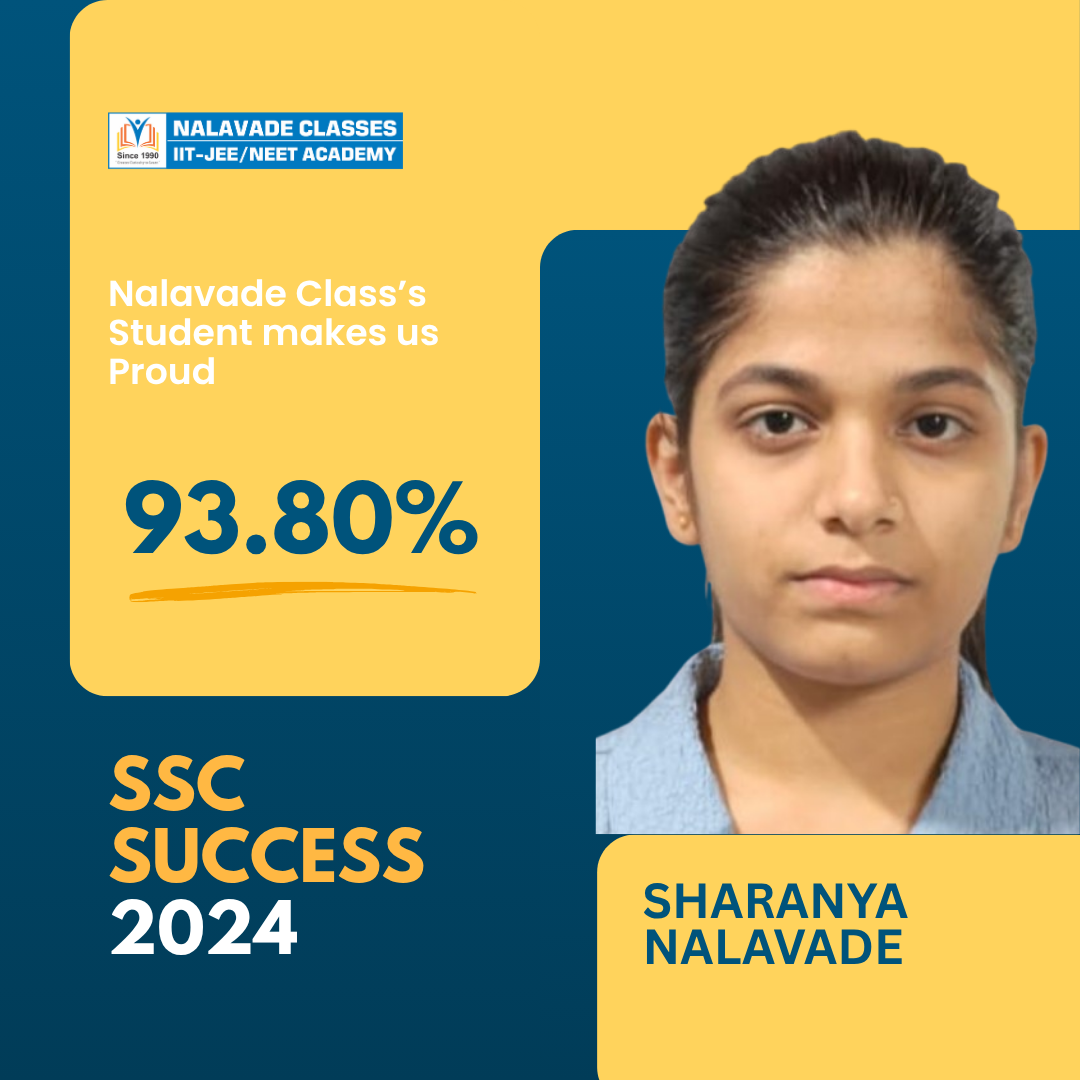 NALAVADE CLASSES
IIT-JEE/NEET ACADEMY
Since 1990
Nalavade Class’s
Student makes us
Proud
93.80%
SSC
SUCCESS
2024
SHARANYA
NALAVADE